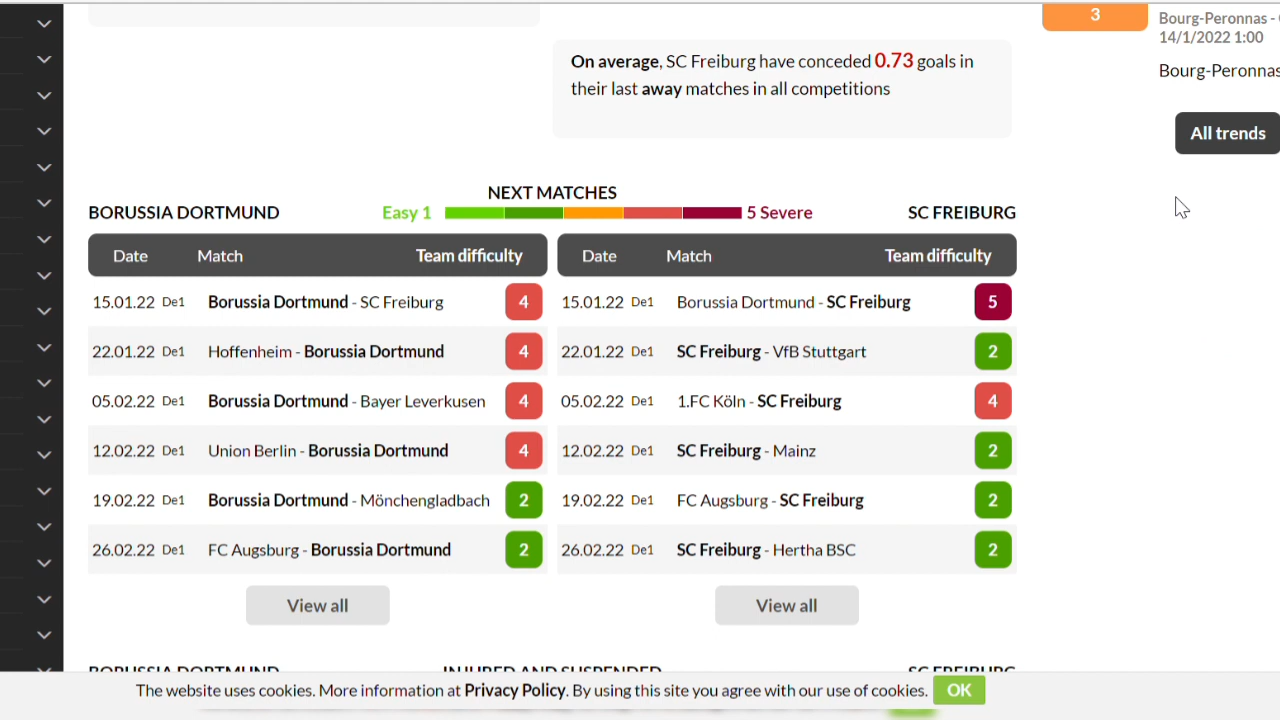 3
Bourg-Peronnas -
14/1/2022 1:00
Bourg-Peronnas
All trends
On average, SC Freiburg have conceded 0.73 goals in
their last away matches in all competitions
NEXT MATCHES
BORUSSIA DORTMUND Easy 1 5 Severe SC FREIBURG
Date Match Team difficulty
15.01.22 De1 Borussia Dortmund - SC Freiburg 4
22.01.22 De1 Hoffenheim - Borussia Dortmund 4
05.02.22 De1 Borussia Dortmund - Bayer Leverkusen 4
12.02.22 De1 Union Berlin - Borussia Dortmund 4
19.02.22 De1 Borussia Dortmund - Mönchengladbach 2
26.02.22 De1 FC Augsburg - Borussia Dortmund 2
View all
Date Match Team difficulty
15.01.22 De1 Borussia Dortmund - SC Freiburg 5
22.01.22 De1 SC Freiburg - VfB Stuttgart 2
05.02.22 De1 1.FC Köln - SC Freiburg 4
12.02.22 De1 SC Freiburg - Mainz 2
19.02.22 De1 FC Augsburg - SC Freiburg 2
26.02.22 De1 SC Freiburg - Hertha BSC 2
View all
BORUSSIA DORTMUND INJURED AND SUSPENDED SC FREIBURG
The website uses cookies. More information at Privacy Policy. By using this site you agree with our use of cookies. OK